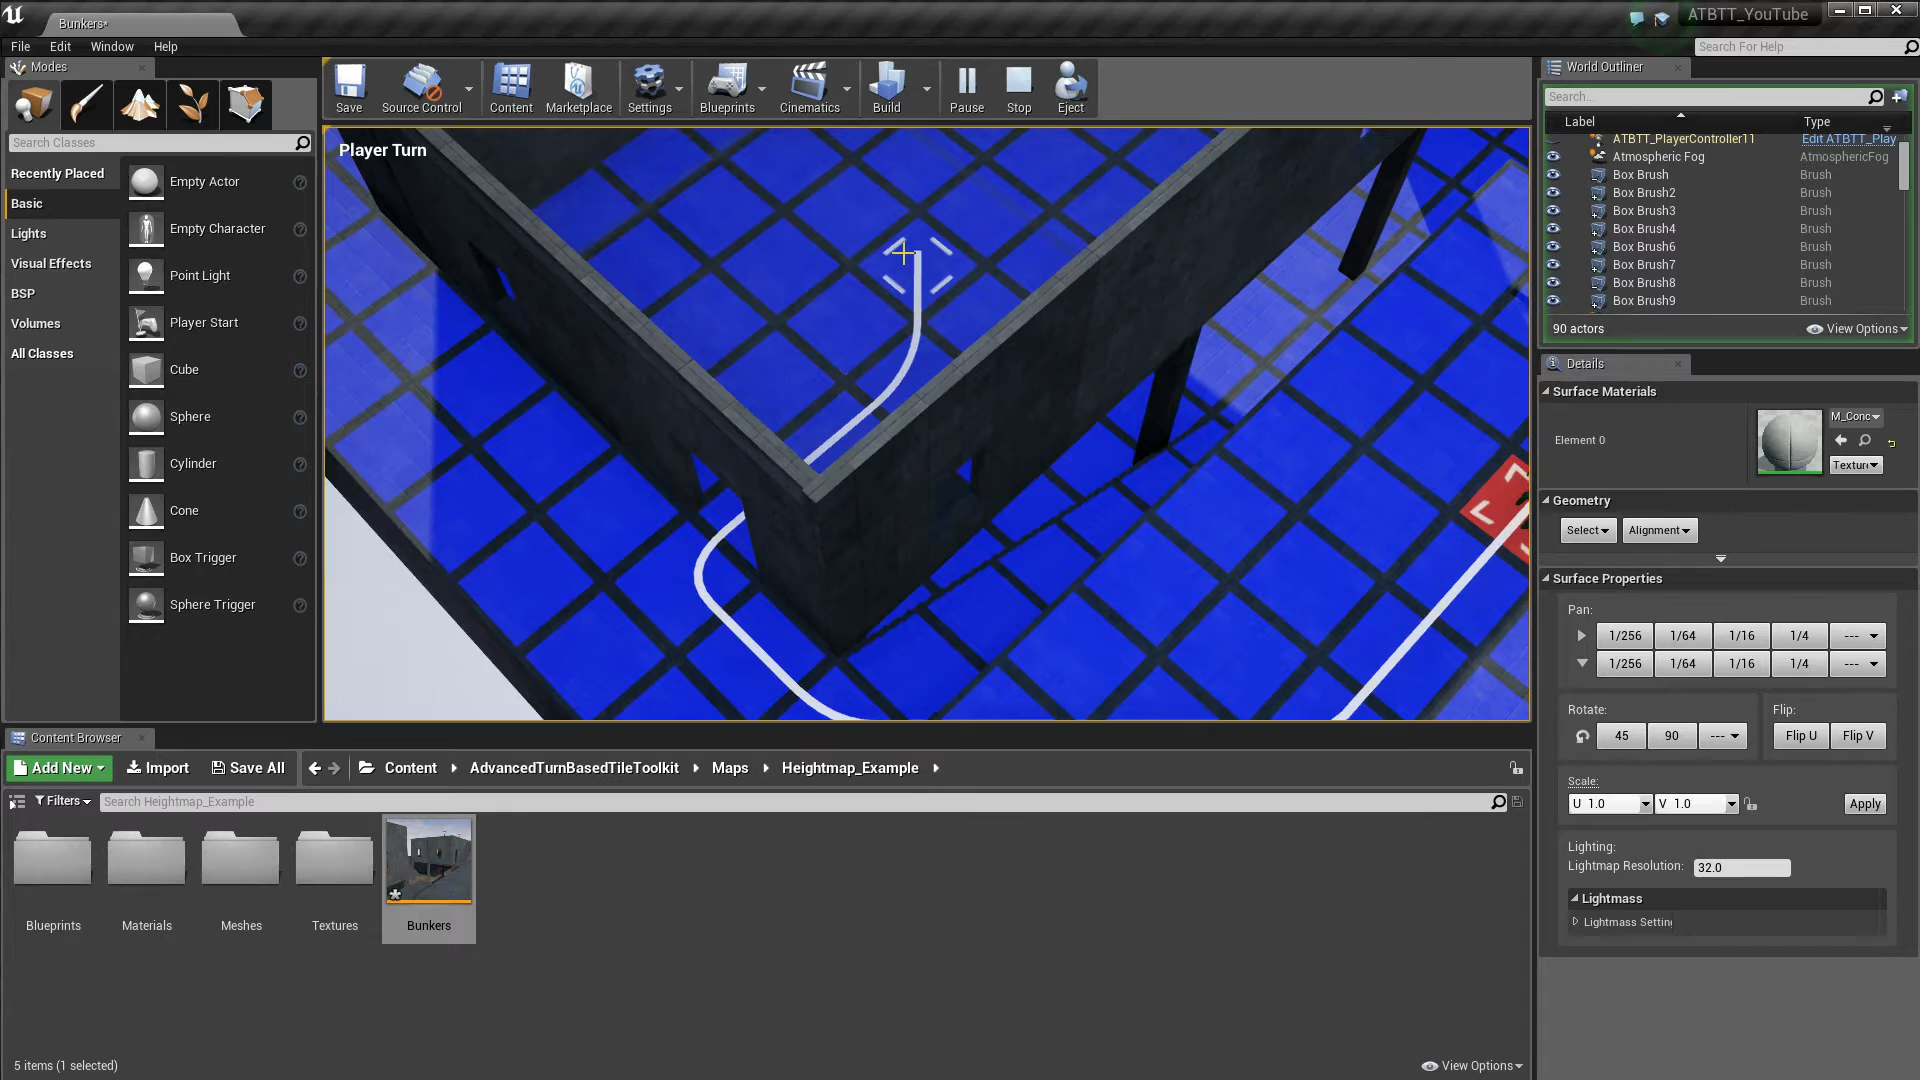 Bunkers*
ATBTT_YouTube
File Edit Window Help
Search For Help
Modes
Search Classes
Recently Placed
Basic
Lights
Visual Effects
BSP
Volumes
All Classes
Empty Actor
Empty Character
Point Light
Player Start
Cube
Sphere
Cylinder
Cone
Box Trigger
Sphere Trigger
Save Source Control Content Marketplace Settings Blueprints Cinematics Build Pause Stop Eject
Player Turn
World Outliner
Search...
Label Type
ATBTT_PlayerController11 Edit ATBTT_Play
Atmospheric Fog AtmosphericFog
Box Brush Brush
Box Brush2 Brush
Box Brush3 Brush
Box Brush4 Brush
Box Brush6 Brush
Box Brush7 Brush
Box Brush8 Brush
Box Brush9 Brush
90 actors View Options
Details
Surface Materials
Element 0
M_Conc
Textur
Geometry
Select Alignment
Surface Properties
Pan:
1/256 1/64 1/16 1/4 ---
1/256 1/64 1/16 1/4 ---
Rotate: Flip:
45 90 --- Flip U Flip V
Scale:
U 1.0 V 1.0 Apply
Lighting:
Lightmap Resolution: 32.0
Lightmass
Lightmass Settin
Content Browser
Add New Import Save All Content AdvancedTurnBasedTileToolkit Maps Heightmap_Example
Filters Search Heightmap_Example
Blueprints Materials Meshes Textures Bunkers
5 items (1 selected) View Options